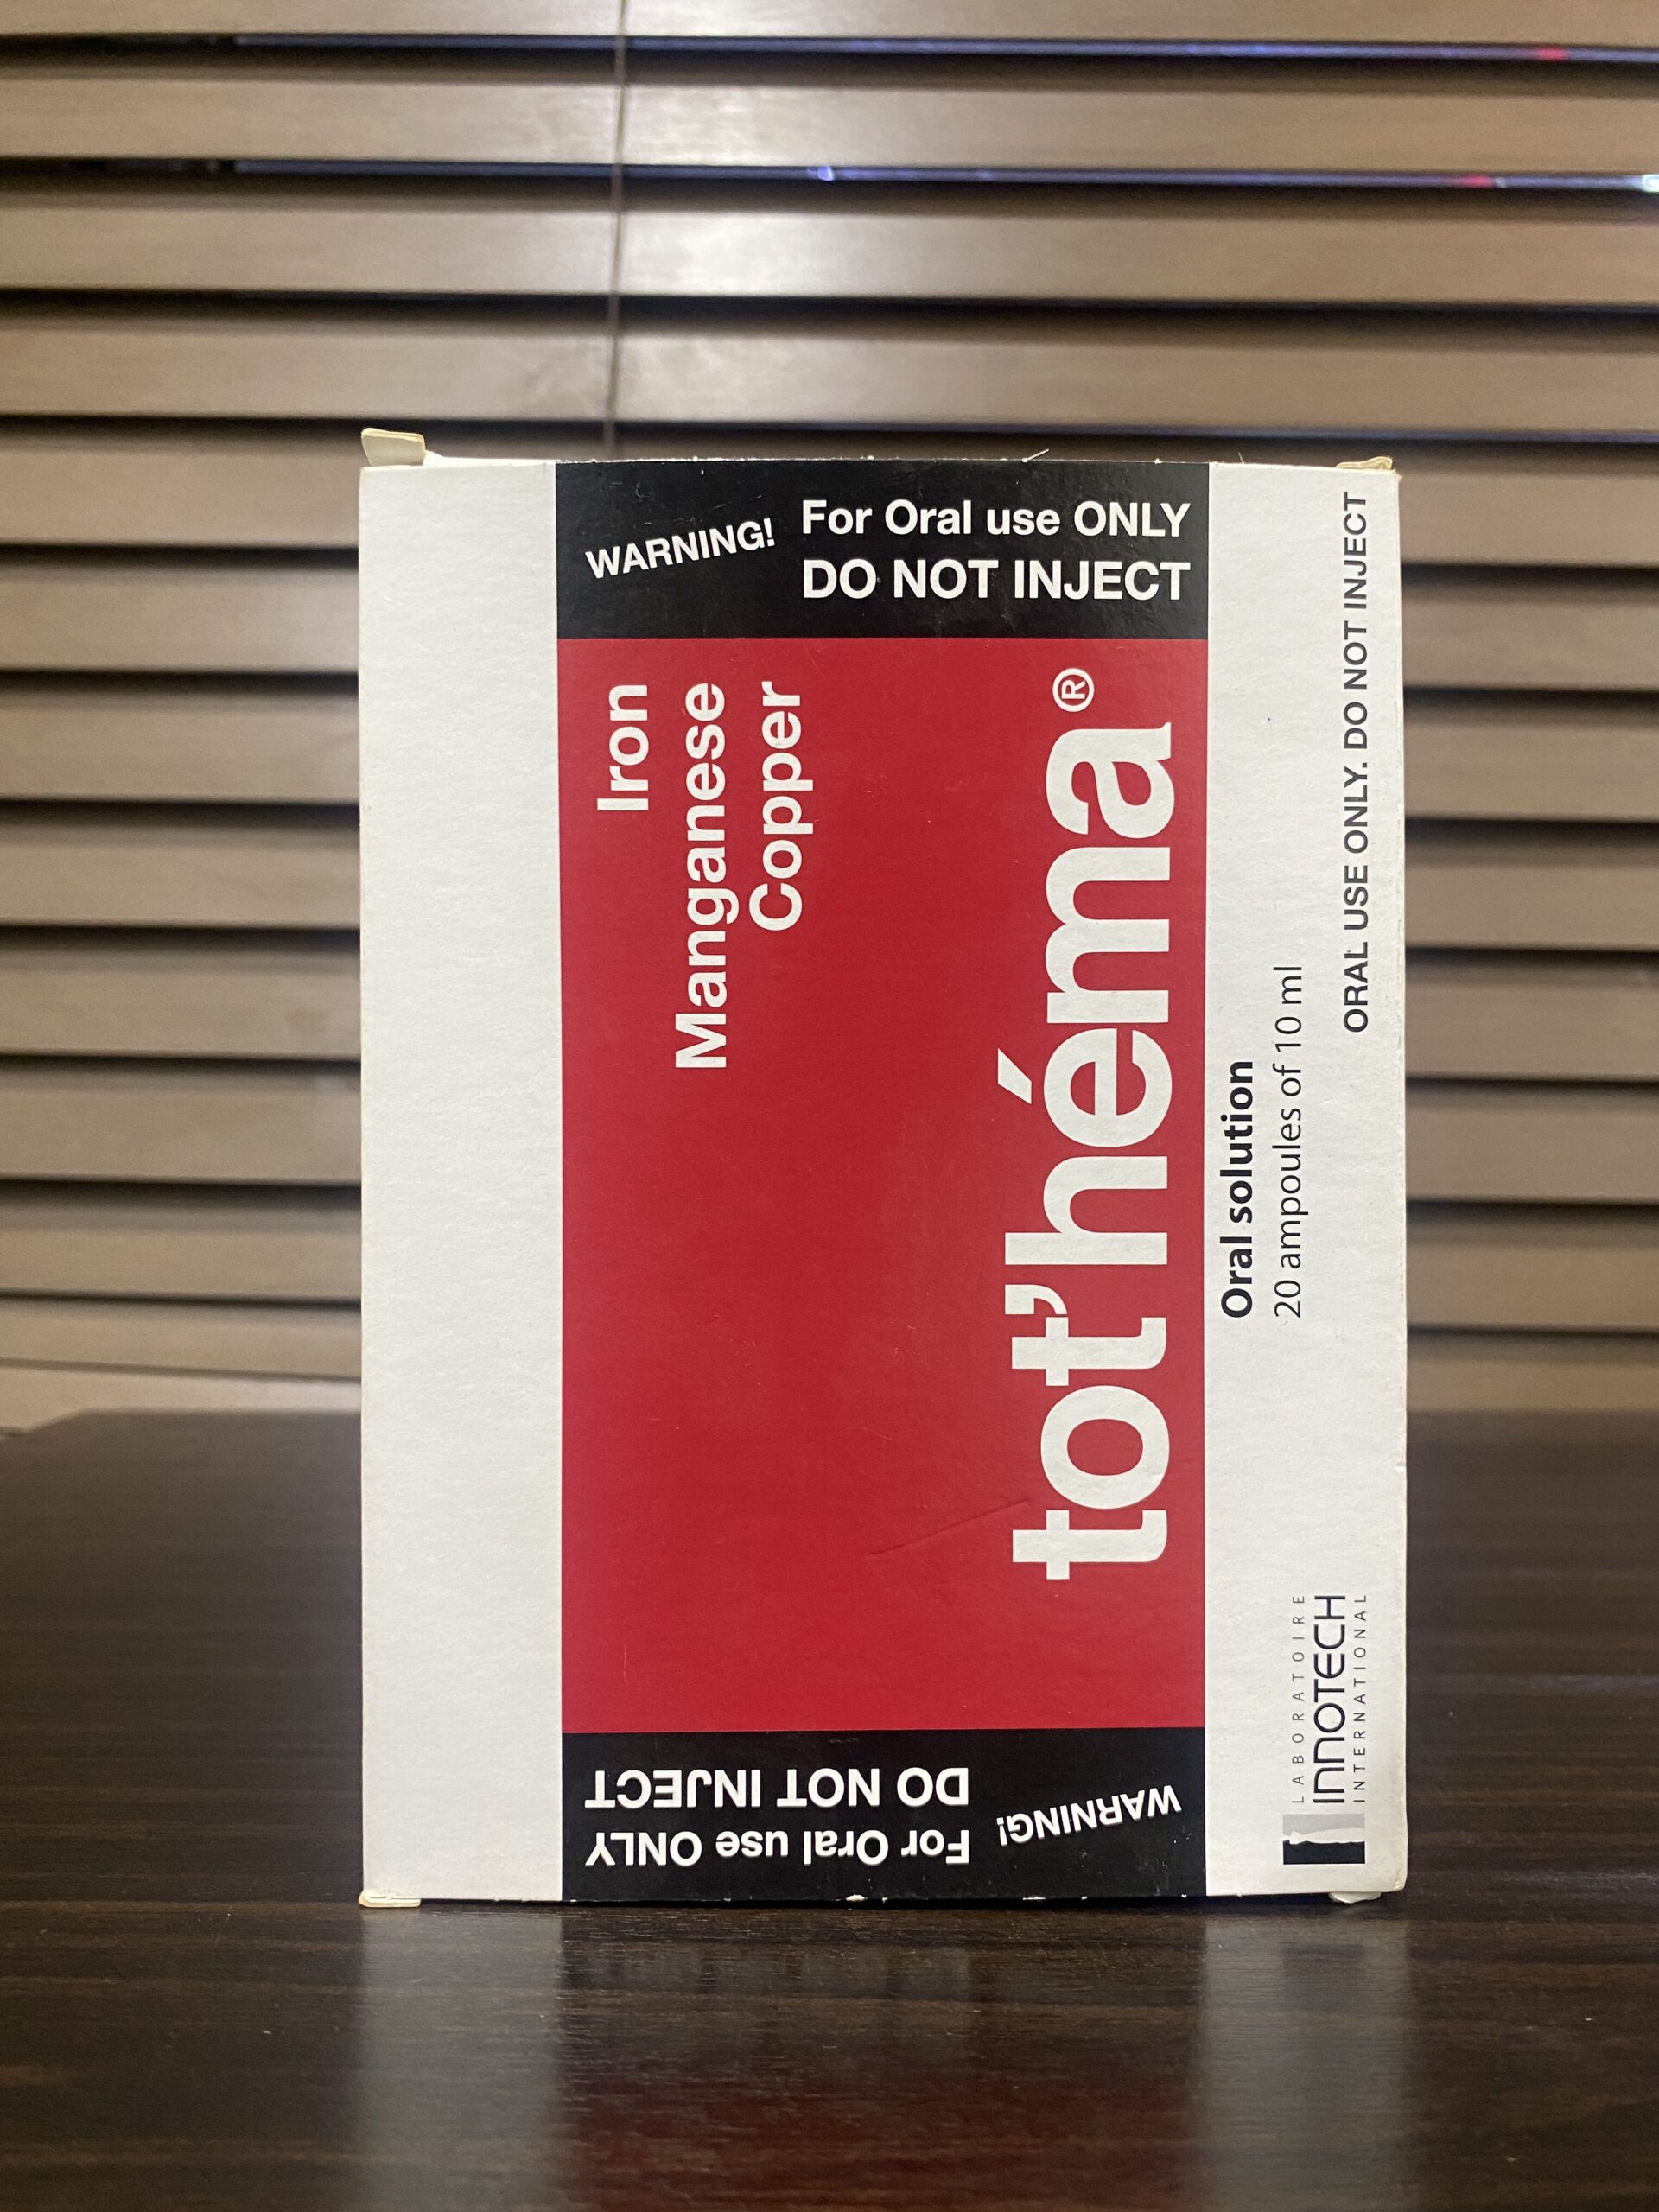 WARNING!
For Oral use ONLY
DO NOT INJECT
Iron
Manganese
Copper
tot'héma®
Oral solution
20 ampoules of 10 ml
ORAL USE ONLY. DO NOT INJECT
LABORATOIRE
INNOTECH
INTERNATIONAL
WARNING!
For Oral use ONLY
DO NOT INJECT